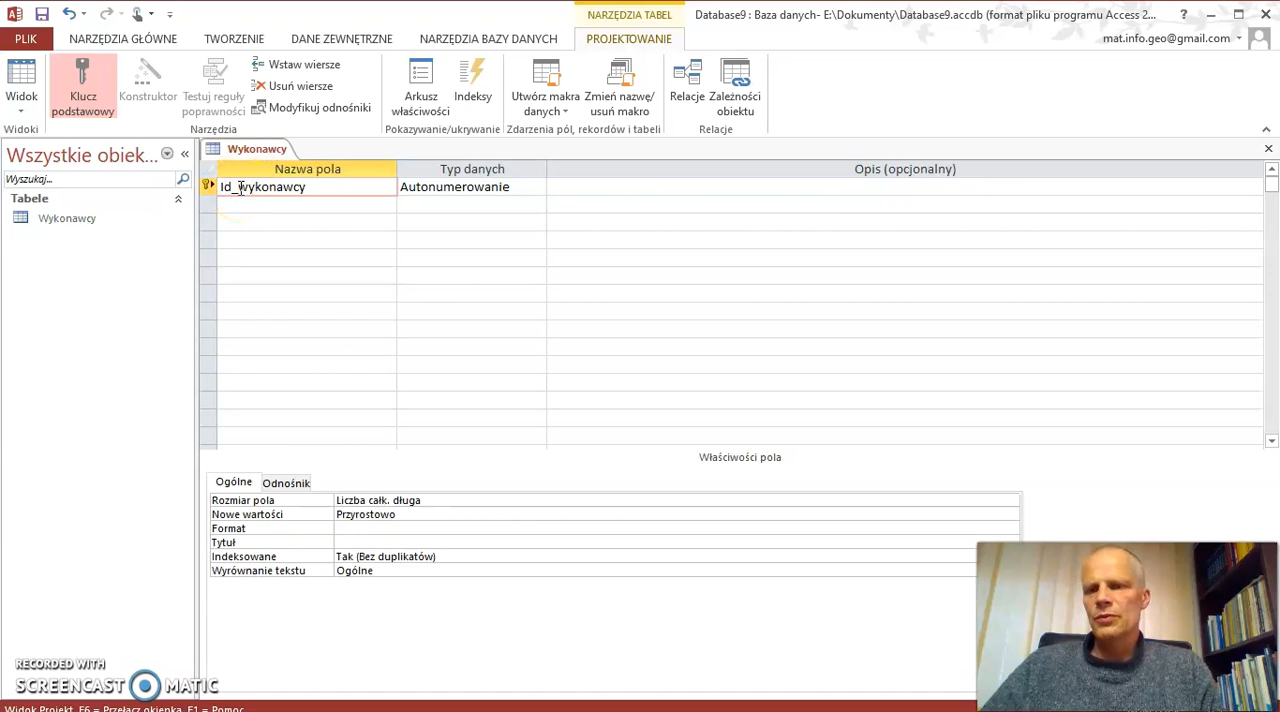 NARZĘDZIA TABEL
Database9 : Baza danych- E:\Dokumenty\Database9.accdb (format pliku programu Access 2...
?
PLIK
NARZĘDZIA GŁÓWNE
TWORZENIE
DANE ZEWNĘTRZNE
NARZĘDZIA BAZY DANYCH
PROJEKTOWANIE
mat.info.geo@gmail.com
Widok
Klucz
podstawowy
Konstruktor
Testuj reguły
poprawności
Wstaw wiersze
Usuń wiersze
Modyfikuj odnośniki
Arkusz
właściwości
Indeksy
Utwórz makra
danych
Zmień nazwę/
usuń makro
Relacje
Zależności
obiektu
Widoki
Narzędzia
Pokazywanie/ukrywanie
Zdarzenia pól, rekordów i tabeli
Relacje
Wszystkie obiek...
Wyszukaj...
Tabele
Wykonawcy
Wykonawcy
Nazwa pola
Typ danych
Opis (opcjonalny)
Id_wykonawcy
Autonumerowanie
Właściwości pola
Ogólne
Odnośnik
Rozmiar pola
Liczba całk. długa
Nowe wartości
Przyrostowo
Format
Tytuł
Indeksowane
Tak (Bez duplikatów)
Wyrównanie tekstu
Ogólne
RECORDED WITH
SCREENCAST MATIC
Widok Projekt. F6 = Przełącz okienka. F1 = Pomoc.